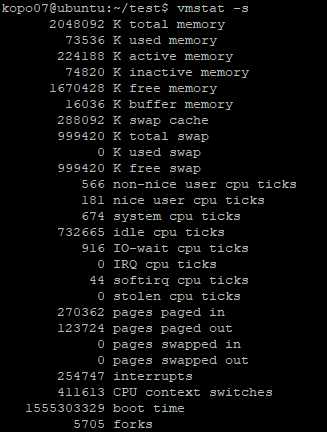 kopo07@ubuntu:~/test$ vmstat -s
2048092 K total memory
73536 K used memory
224188 K active memory
74820 K inactive memory
1670428 K free memory
16036 K buffer memory
288092 K swap cache
999420 K total swap
0 K used swap
999420 K free swap
566 non-nice user cpu ticks
181 nice user cpu ticks
674 system cpu ticks
732665 idle cpu ticks
916 IO-wait cpu ticks
0 IRQ cpu ticks
44 softirq cpu ticks
0 stolen cpu ticks
270362 pages paged in
123724 pages paged out
0 pages swapped in
0 pages swapped out
254747 interrupts
411613 CPU context switches
1555303329 boot time
5705 forks